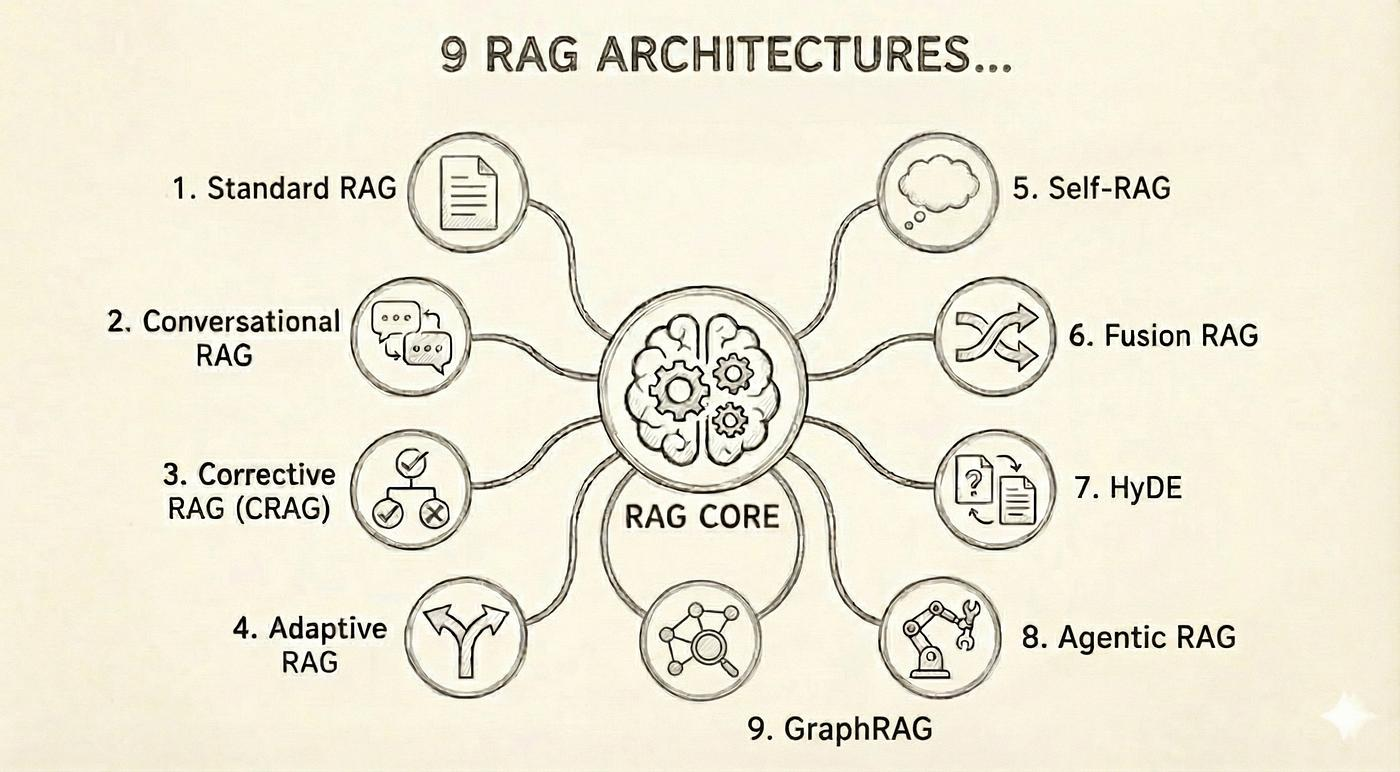 9 RAG ARCHITECTURES...
1. Standard RAG
2. Conversational
RAG
3. Corrective
RAG (CRAG)
4. Adaptive
RAG
RAG CORE
5. Self-RAG
6. Fusion RAG
7. HyDE
8. Agentic RAG
9. GraphRAG